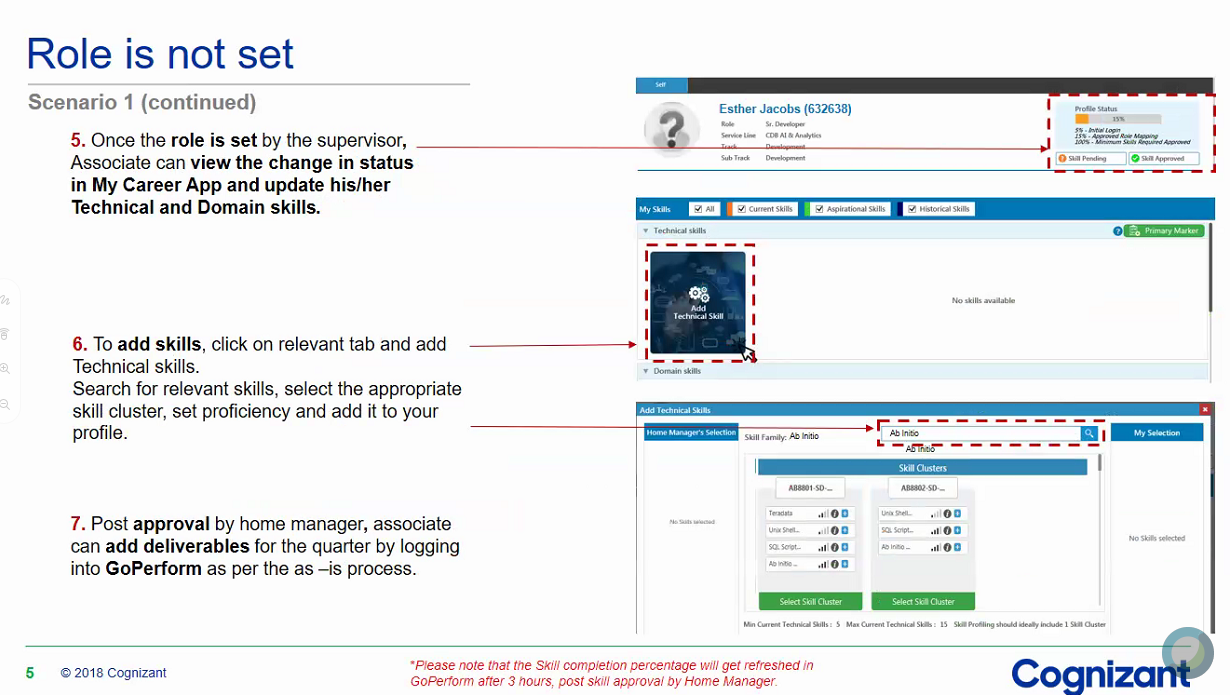 Role is not set
Scenario 1 (continued)
5. Once the role is set by the supervisor,
Associate can view the change in status
in My Career App and update his/her
Technical and Domain skills.
6. To add skills, click on relevant tab and add
Technical skills.
Search for relevant skills, select the appropriate
skill cluster, set proficiency and add it to your
profile.
7. Post approval by home manager, associate
can add deliverables for the quarter by logging
into GoPerform as per the as –is process.
Self
Esther Jacobs (632638)
Role Sr. Developer
Service Line CDB AI & Analytics
Track Development
Sub Track Development
Profile Status
15%
5% - Initial Login
15% - Approved Role Mapping
100% - Minimum Skills Required Approved
? Skill Pending Skill Approved
My Skills All Current Skills Aspirational Skills Historical Skills
Technical skills ? Primary Marker
Add
Technical Skill
No skills available
Domain skills
Add Technical Skills
Home Manager's Selection
No Skills selected
Skill Family: Ab Initio
Ab Initio
Ab Initio
Skill Clusters
AB8801-SD-... AB8802-SD-...
Teradata Unix Shell...
Unix Shell... SQL Script...
SQL Script... Ab Initio ...
Ab Initio ...
Select Skill Cluster Select Skill Cluster
Min Current Technical Skills : 5 Max Current Technical Skills : 15 Skill Profiling should ideally include 1 Skill Cluster
My Selection
No Skills selected
5 © 2018 Cognizant
*Please note that the Skill completion percentage will get refreshed in
GoPerform after 3 hours, post skill approval by Home Manager.
Cognizant